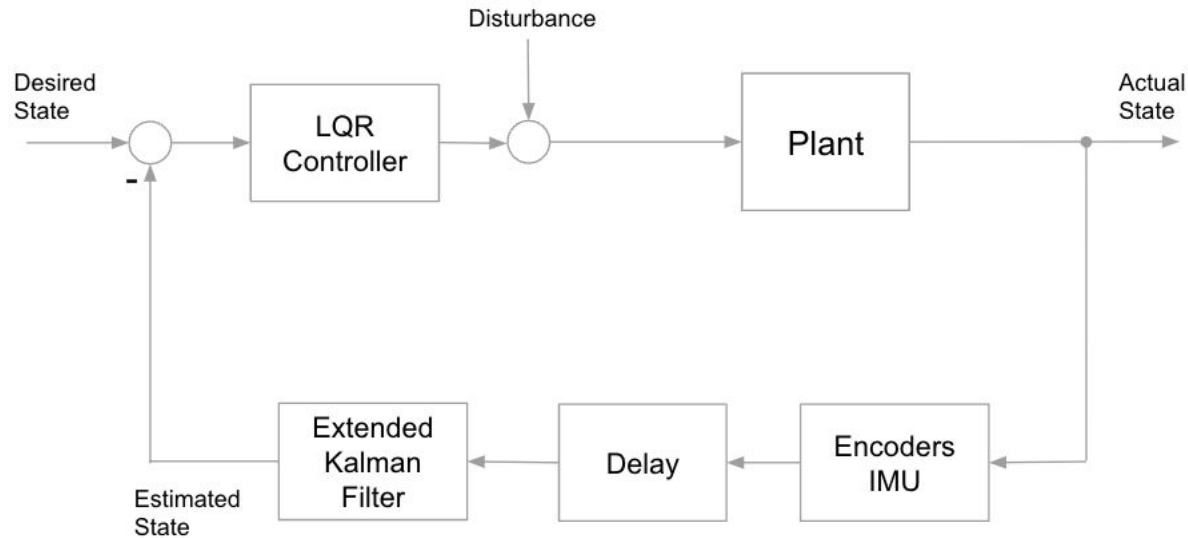 Disturbance
Desired
State
LQR
Controller
Plant
Actual
State
-
Extended
Kalman
Filter
Delay
Encoders
IMU
Estimated
State